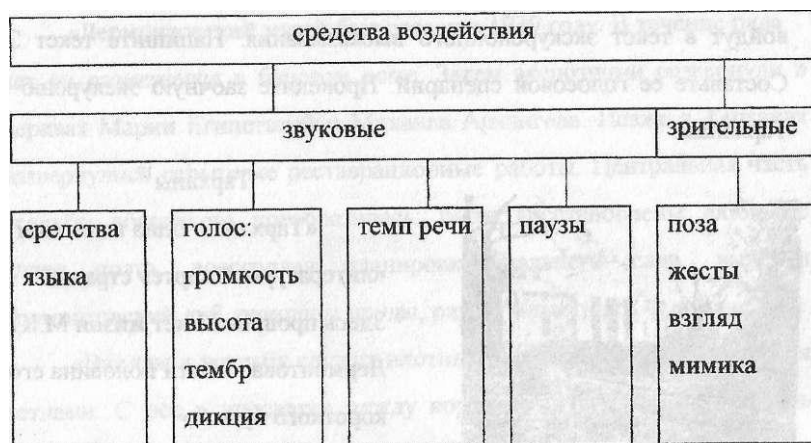 средства воздействия
звуковые
зрительные
средства
языка
голос:
громкость
высота
тембр
дикция
темп речи
паузы
поза
жесты
взгляд
мимика